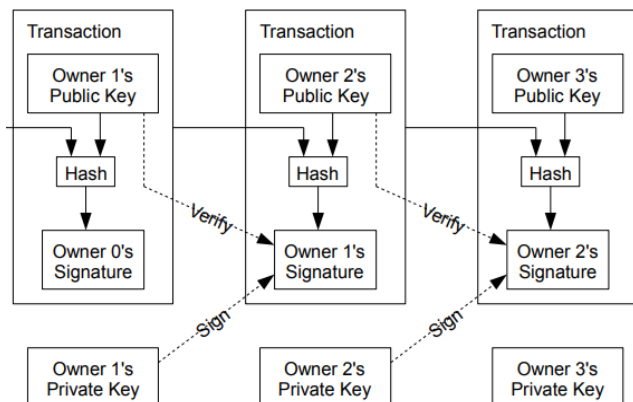 Transaction
Transaction
Transaction
Owner 1's
Public Key
Owner 2's
Public Key
Owner 3's
Public Key
Hash
Hash
Hash
Verify
Verify
Owner 0's
Signature
Owner 1's
Signature
Owner 2's
Signature
Sign
Sign
Owner 1's
Private Key
Owner 2's
Private Key
Owner 3's
Private Key